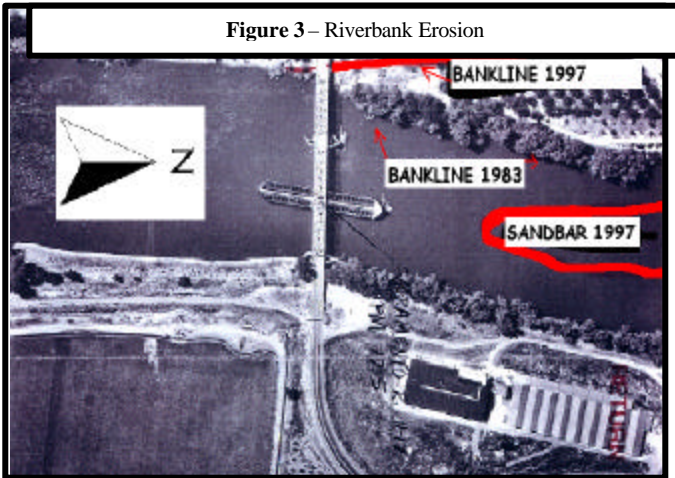 Figure 3 – Riverbank Erosion
BANKLINE 1997
N
BANKLINE 1983
SANDBAR 1997